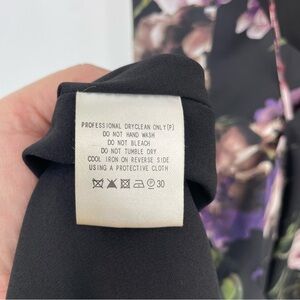 PROFESSIONAL DRYCLEAN ONLY(P)
DO NOT HAND WASH
DO NOT BLEACH
DO NOT TUMBLE DRY
COOL IRON ON REVERSE SIDE
USING A PROTECTIVE CLOTH
P 30